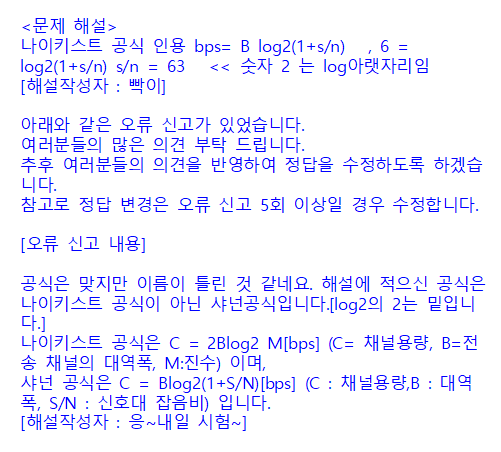 <문제 해설>
나이키스트 공식 인용 bps= B log2(1+s/n)   , 6 =
log2(1+s/n) s/n = 63   << 숫자 2 는 log아랫자리임
[해설작성자 : 빡이]
아래와 같은 오류 신고가 있었습니다.
여러분들의 많은 의견 부탁 드립니다.
추후 여러분들의 의견을 반영하여 정답을 수정하도록 하겠습
니다.
참고로 정답 변경은 오류 신고 5회 이상일 경우 수정합니다.
[오류 신고 내용]
공식은 맞지만 이름이 틀린 것 같네요. 해설에 적으신 공식은
나이키스트 공식이 아닌 샤넌공식입니다.[log2의 2는 밑입니
다.]
나이키스트 공식은 C = 2Blog2 M[bps] (C= 채널용량, B=전
송 채널의 대역폭, M:진수) 이며,
샤넌 공식은 C = Blog2(1+S/N)[bps] (C : 채널용량,B : 대역
폭, S/N : 신호대 잡음비) 입니다.
[해설작성자 : 응~내일 시험~]